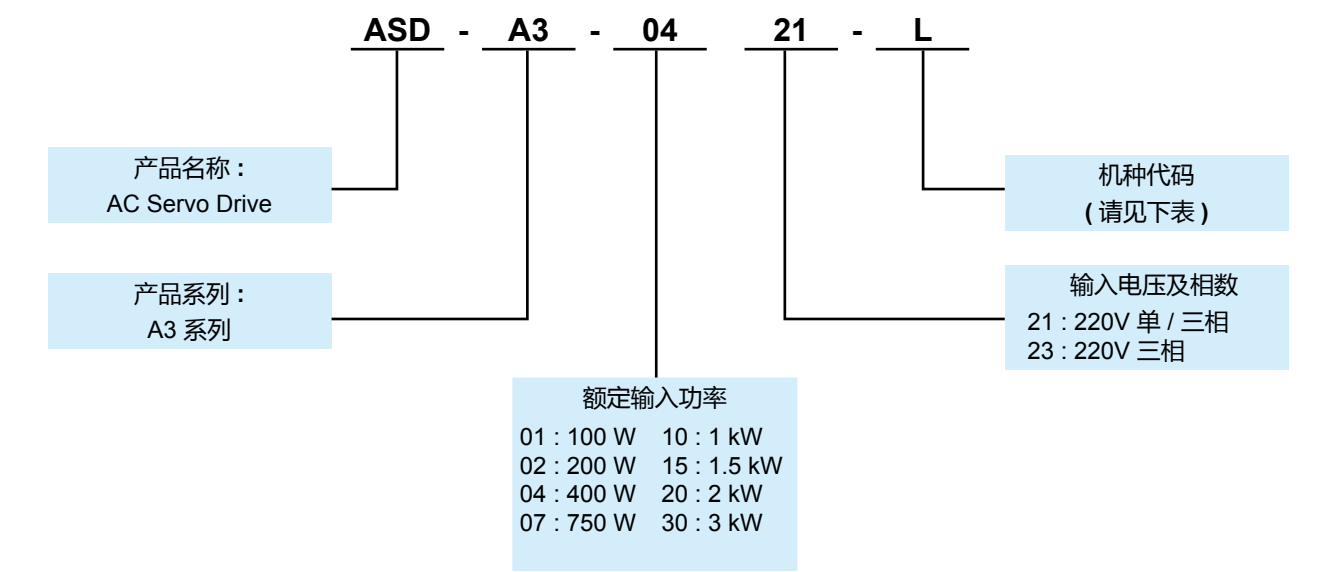 ASD - A3 - 04 21 - L
产品名称 :
AC Servo Drive
产品系列 :
A3 系列
额定输入功率
01 : 100 W 10 : 1 kW
02 : 200 W 15 : 1.5 kW
04 : 400 W 20 : 2 kW
07 : 750 W 30 : 3 kW
机种代码
( 请见下表 )
输入电压及相数
21 : 220V 单 / 三相
23 : 220V 三相